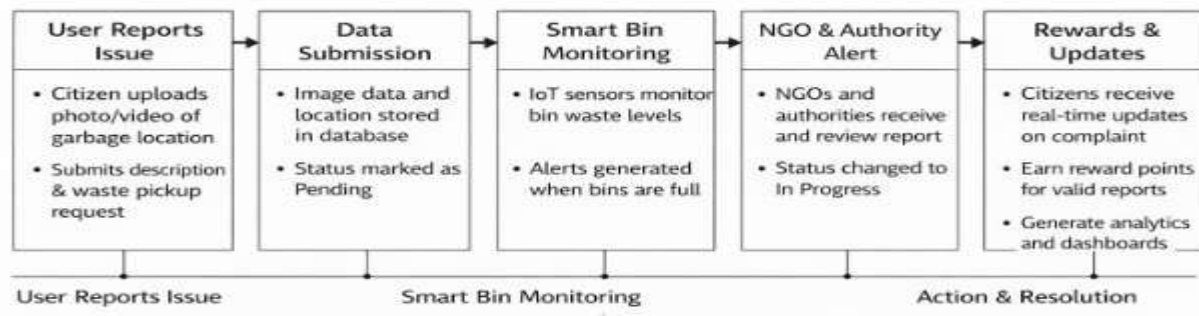 User Reports
Issue
• Citizen uploads
photo/video of
garbage location
• Submits description
& waste pickup
request
Data
Submission
• Image data and
location stored
in database
• Status marked as
Pending
Smart Bin
Monitoring
• IoT sensors monitor
bin waste levels
• Alerts generated
when bins are full
NGO & Authority
Alert
• NGOs and
authorities receive
and review report
• Status changed to
In Progress
Rewards &
Updates
• Citizens receive
real-time updates
on complaint
• Earn reward points
for valid reports
• Generate analytics
and dashboards
User Reports Issue
Smart Bin Monitoring
Action & Resolution